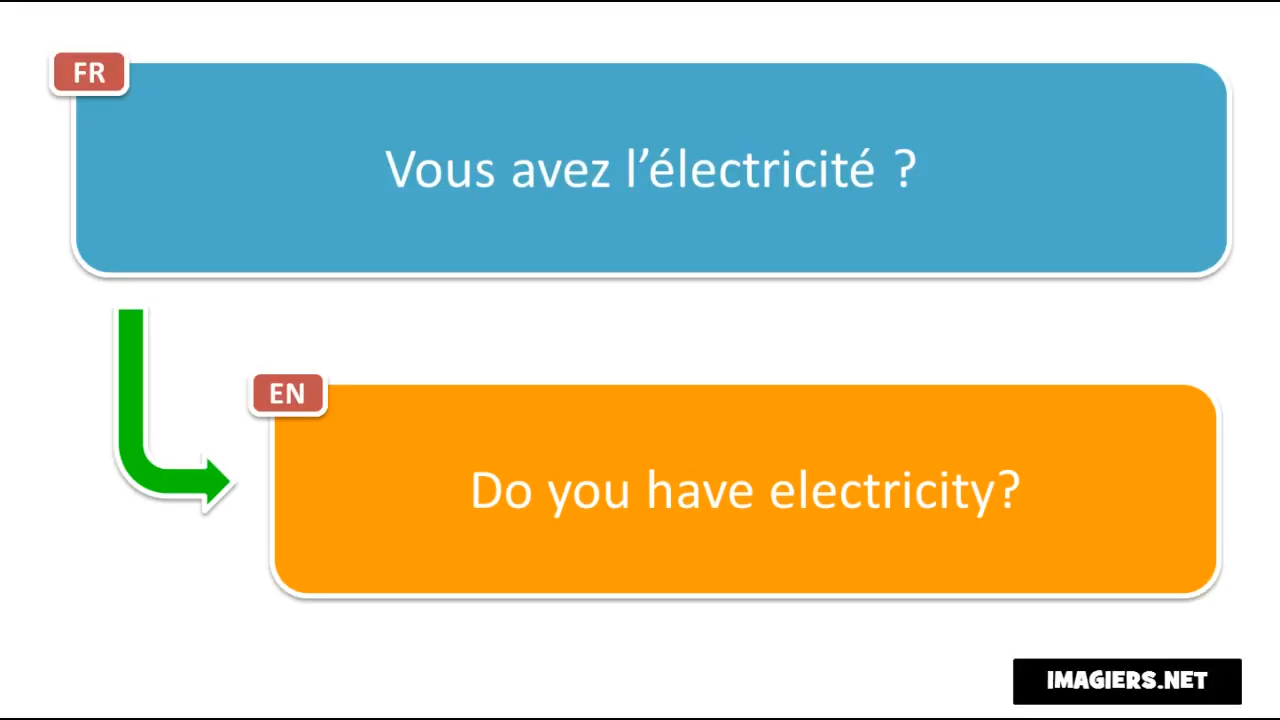 FR
Vous avez l’électricité ?
EN
Do you have electricity?
IMAGIERS.NET